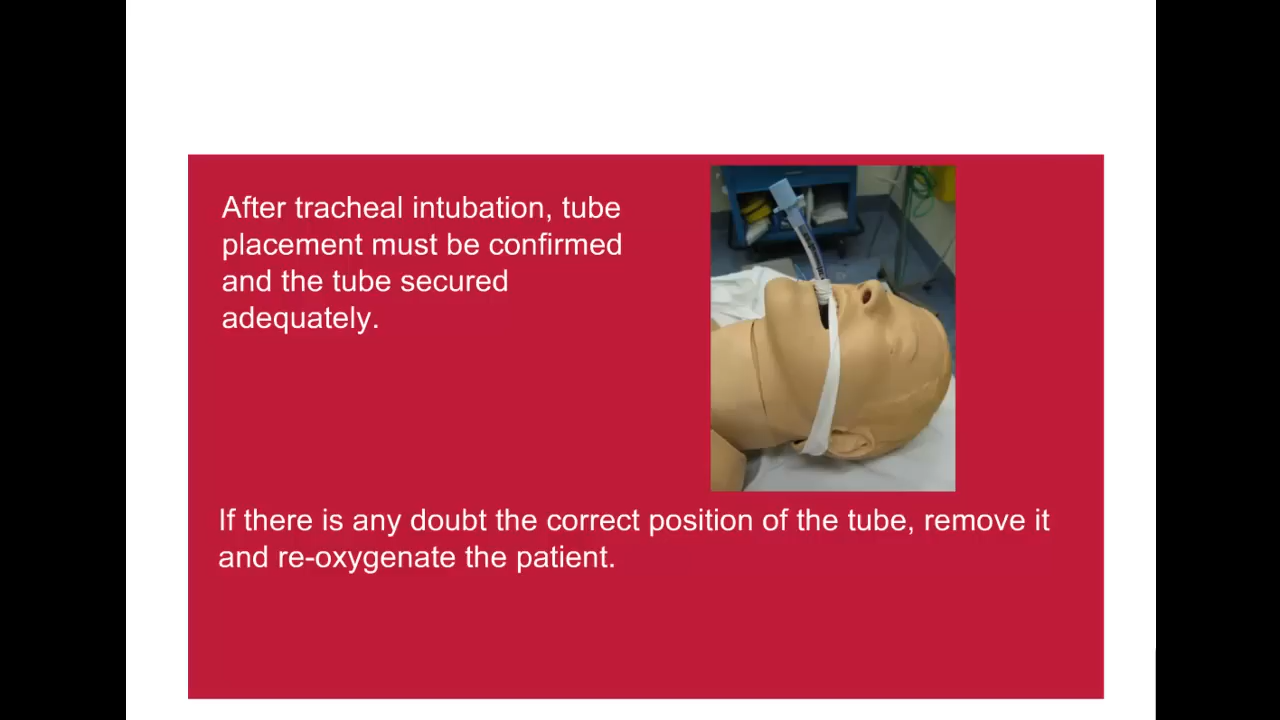 After tracheal intubation, tube
placement must be confirmed
and the tube secured
adequately.
If there is any doubt the correct position of the tube, remove it
and re-oxygenate the patient.